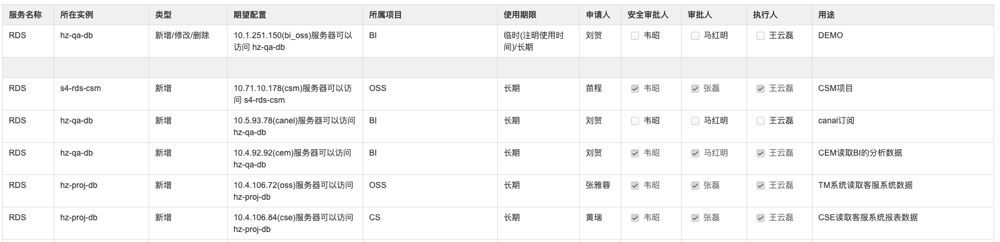 服务名称 所在实例 类型 期望配置 所属项目 使用期限 申请人 安全审批人 审批人 执行人 用途
RDS hz-qa-db 新增/修改/删除 10.1.251.150(bi_oss)服务器可以 BI 临时(注明使用时 刘贺 韦昭 马红明 王云磊 DEMO
访问 hz-qa-db 间)/长期
RDS s4-rds-csm 新增 10.71.10.178(csm)服务器可以访 OSS 长期 苗程 韦昭 张磊 王云磊 CSM项目
问 s4-rds-csm
RDS hz-qa-db 新增 10.5.93.78(canel)服务器可以访问 BI 长期 刘贺 韦昭 马红明 王云磊 canal订阅
hz-qa-db
RDS hz-qa-db 新增 10.4.92.92(cem)服务器可以访问 BI 长期 刘贺 韦昭 马红明 王云磊 CEM读取BI的分析数据
hz-qa-db
RDS hz-proj-db 新增 10.4.106.72(oss)服务器可以访问 OSS 长期 张雅蓉 韦昭 张磊 王云磊 TM系统读取客服系统数据
hz-proj-db
RDS hz-proj-db 新增 10.4.106.84(cse)服务器可以访问 CS 长期 黄瑞 韦昭 张磊 王云磊 CSE读取客服系统报表数据
hz-proj-db